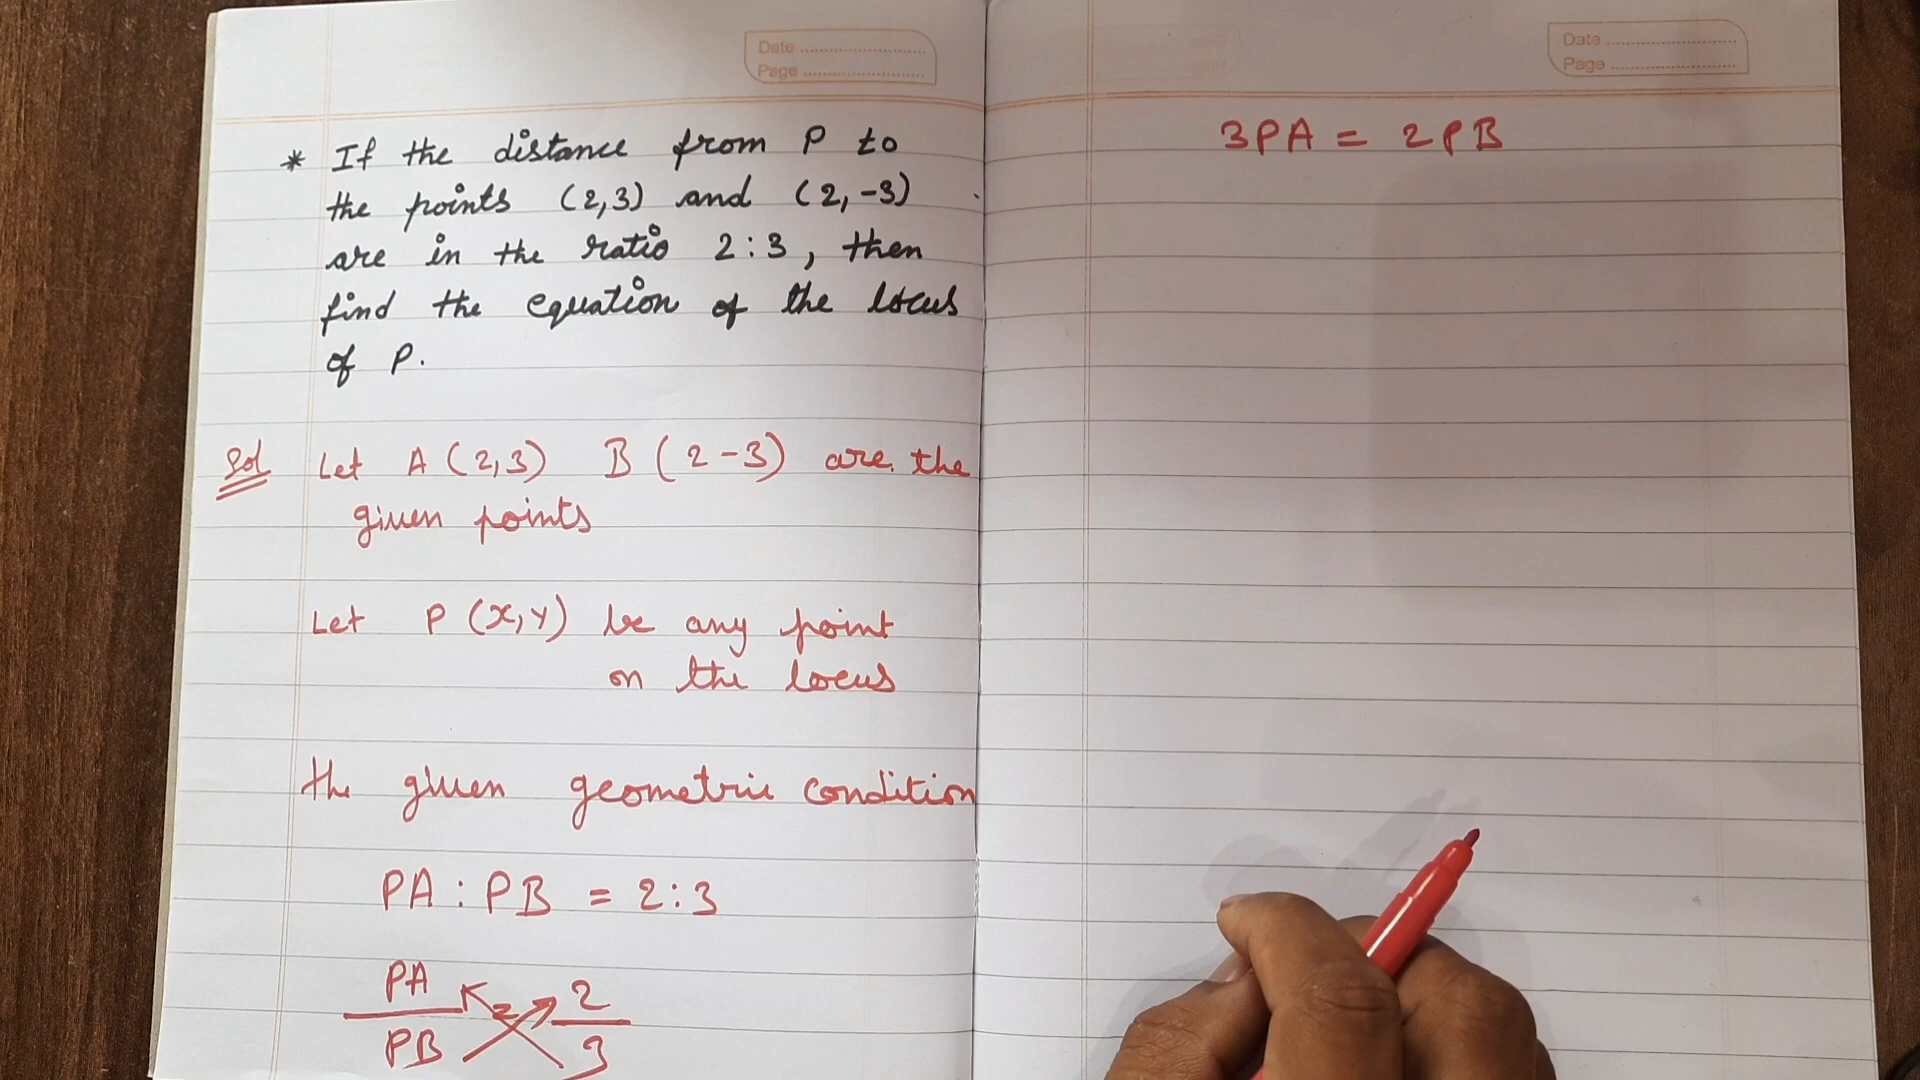 Date
Page
* If the distance from P to
the points (2,3) and (2,-3)
are in the ratio 2:3, then
find the equation of the locus
of P.
Sol Let A (2,3) B (2-3) are the
given points
Let P (x,y) be any point
on the locus
the given geometric condition
PA : PB = 2:3
PA = 2
PB 3
Date
Page
3PA = 2PB